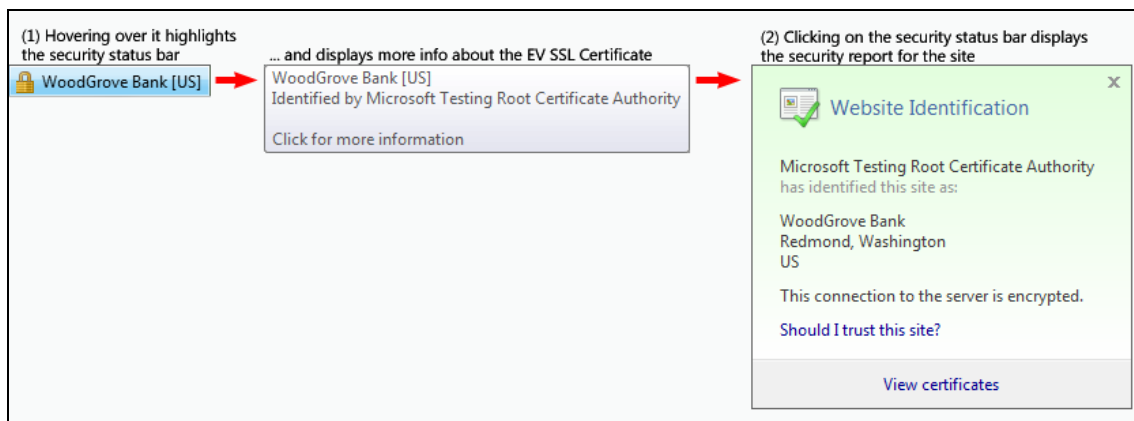 (1) Hovering over it highlights
the security status bar
WoodGrove Bank [US]
... and displays more info about the EV SSL Certificate
WoodGrove Bank [US]
Identified by Microsoft Testing Root Certificate Authority
Click for more information
(2) Clicking on the security status bar displays
the security report for the site
x
Website Identification
Microsoft Testing Root Certificate Authority
has identified this site as:
WoodGrove Bank
Redmond, Washington
US
This connection to the server is encrypted.
Should I trust this site?
View certificates